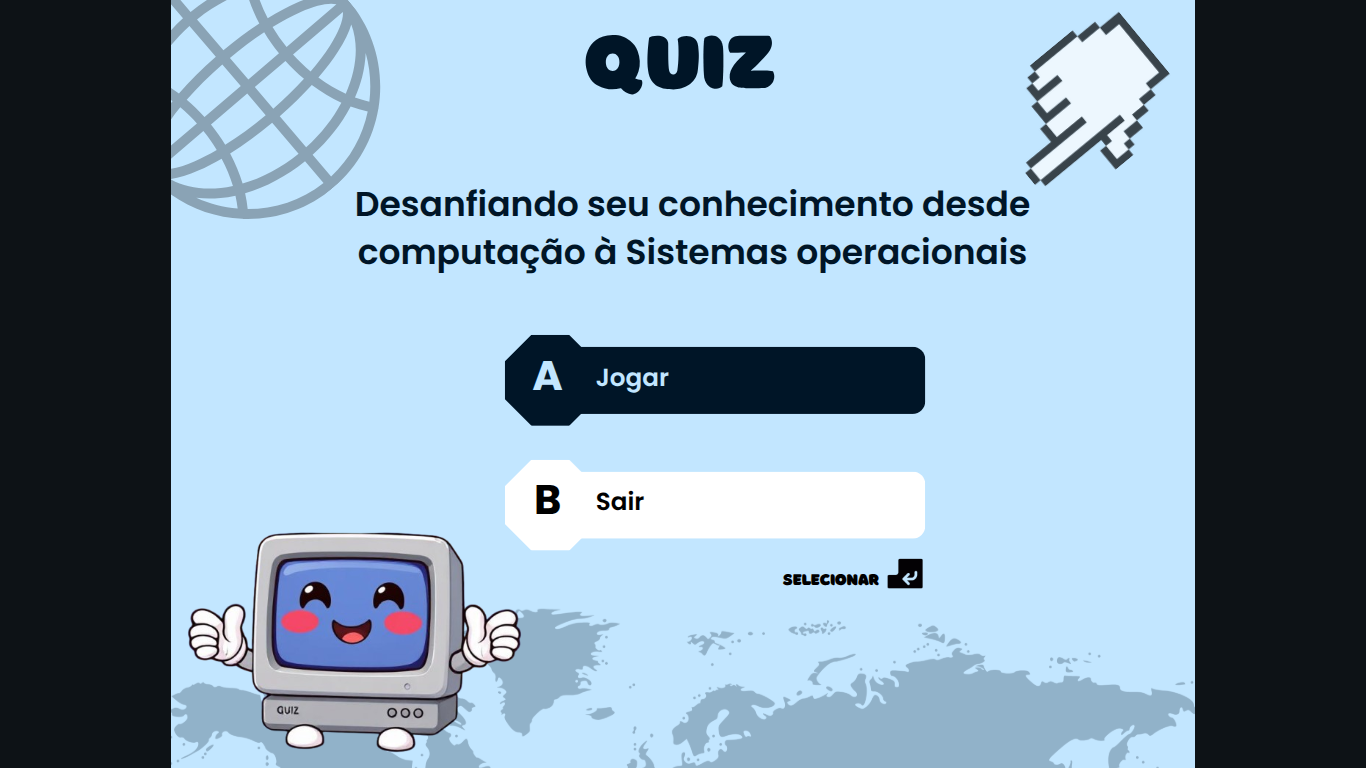 QUIZ
Desanfiando seu conhecimento desde
computação à Sistemas operacionais
A Jogar
B Sair
SELECIONAR
QUIZ